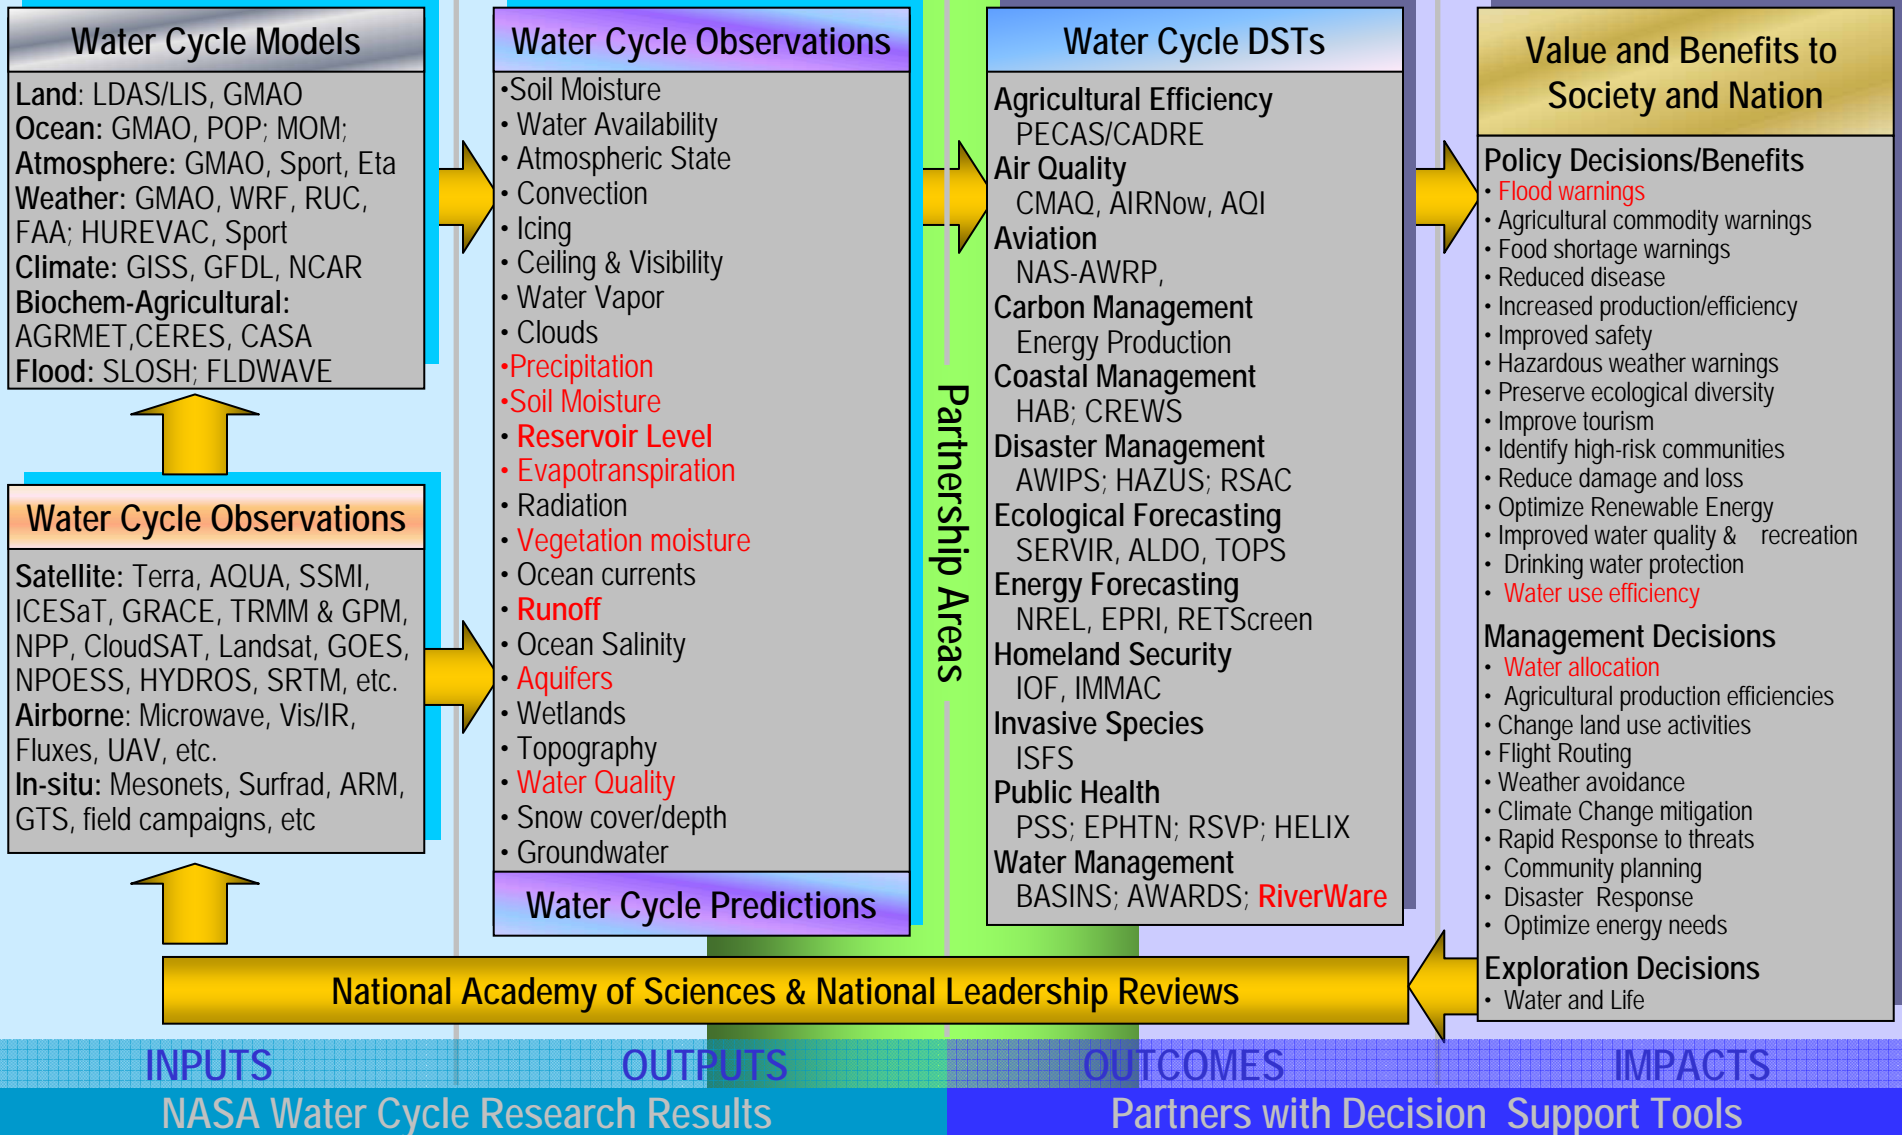 Water Cycle Models
Land: LDAS/LIS, GMAO
Ocean: GMAO, POP; MOM;
Atmosphere: GMAO, Sport, Eta
Weather: GMAO, WRF, RUC,
FAA; HUREVAC, Sport
Climate: GISS, GFDL, NCAR
Biochem-Agricultural:
AGRMET,CERES, CASA
Flood: SLOSH; FLDWAVE
Water Cycle Observations
Satellite: Terra, AQUA, SSMI,
ICESaT, GRACE, TRMM & GPM,
NPP, CloudSAT, Landsat, GOES,
NPOESS, HYDROS, SRTM, etc.
Airborne: Microwave, Vis/IR,
Fluxes, UAV, etc.
In-situ: Mesonets, Surfrad, ARM,
GTS, field campaigns, etc
Water Cycle Observations
•Soil Moisture
• Water Availability
• Atmospheric State
• Convection
• Icing
• Ceiling & Visibility
• Water Vapor
• Clouds
•Precipitation
•Soil Moisture
• Reservoir Level
• Evapotranspiration
• Radiation
• Vegetation moisture
• Ocean currents
• Runoff
• Ocean Salinity
• Aquifers
• Wetlands
• Topography
• Water Quality
• Snow cover/depth
• Groundwater
Water Cycle Predictions
Partnership Areas
Water Cycle DSTs
Agricultural Efficiency
PECAS/CADRE
Air Quality
CMAQ, AIRNow, AQI
Aviation
NAS-AWRP,
Carbon Management
Energy Production
Coastal Management
HAB; CREWS
Disaster Management
AWIPS; HAZUS; RSAC
Ecological Forecasting
SERVIR, ALDO, TOPS
Energy Forecasting
NREL, EPRI, RETScreen
Homeland Security
IOF, IMMAC
Invasive Species
ISFS
Public Health
PSS; EPHTN; RSVP; HELIX
Water Management
BASINS; AWARDS; RiverWare
Value and Benefits to
Society and Nation
Policy Decisions/Benefits
• Flood warnings
• Agricultural commodity warnings
• Food shortage warnings
• Reduced disease
• Increased production/efficiency
• Improved safety
• Hazardous weather warnings
• Preserve ecological diversity
• Improve tourism
• Identify high-risk communities
• Reduce damage and loss
• Optimize Renewable Energy
• Improved water quality & recreation
• Drinking water protection
• Water use efficiency
Management Decisions
• Water allocation
• Agricultural production efficiencies
• Change land use activities
• Flight Routing
• Weather avoidance
• Climate Change mitigation
• Rapid Response to threats
• Community planning
• Disaster Response
• Optimize energy needs
Exploration Decisions
• Water and Life
National Academy of Sciences & National Leadership Reviews
INPUTS
OUTPUTS
OUTCOMES
IMPACTS
NASA Water Cycle Research Results
Partners with Decision Support Tools